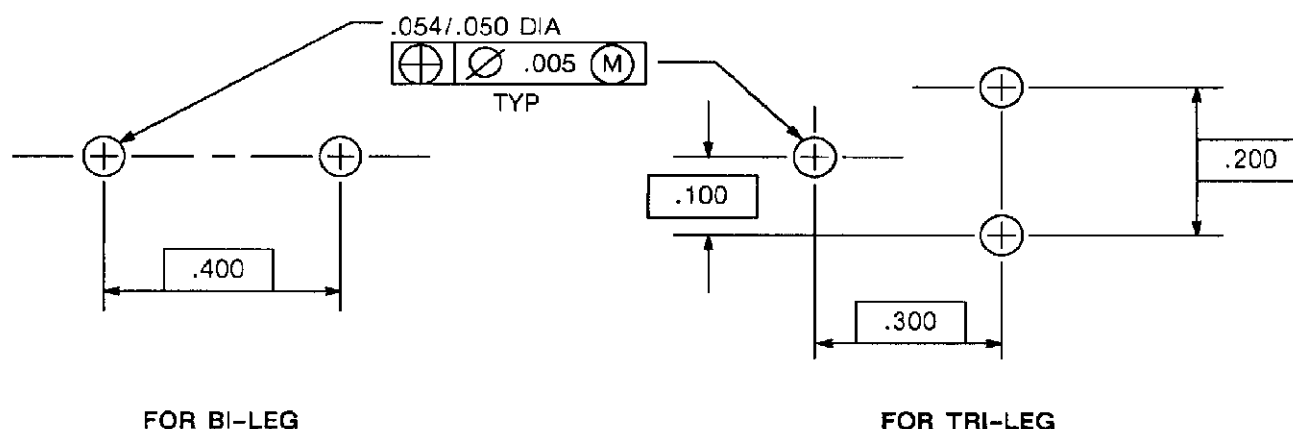 .054/.050 DIA
⌖ ⌀ .005 Ⓜ
TYP
.200
.100
.400
.300
FOR BI-LEG
FOR TRI-LEG